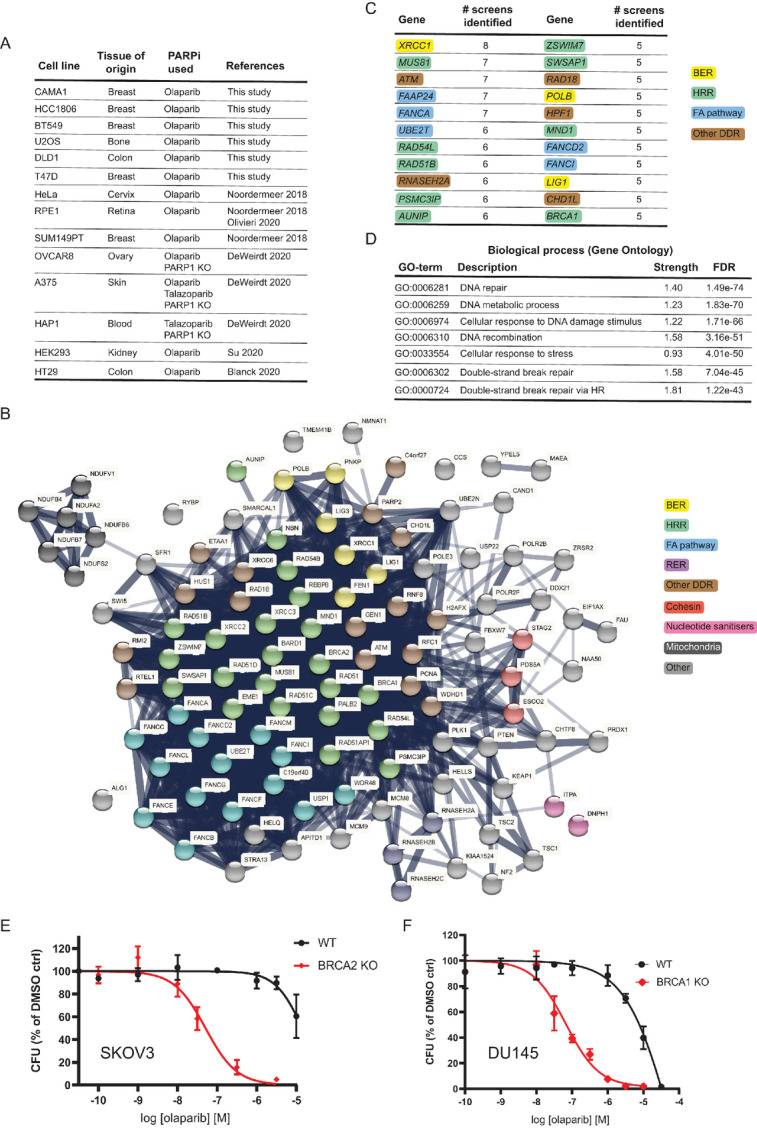 A
Cell line Tissue of origin PARPi used References
CAMA1 Breast Olaparib This study
HCC1806 Breast Olaparib This study
BT549 Breast Olaparib This study
U2OS Bone Olaparib This study
DLD1 Colon Olaparib This study
T47D Breast Olaparib This study
HeLa Cervix Olaparib Noordermeer 2018
RPE1 Retina Olaparib Noordermeer 2018
Olivieri 2020
SUM149PT Breast Olaparib Noordermeer 2018
OVCAR8 Ovary Olaparib DeWeirdt 2020
PARP1 KO
A375 Skin Olaparib DeWeirdt 2020
Talazoparib
PARP1 KO
HAP1 Blood Talazoparib DeWeirdt 2020
PARP1 KO
HEK293 Kidney Olaparib Su 2020
HT29 Colon Olaparib Blanck 2020
C
Gene # screens identified Gene # screens identified
XRCC1 8 ZSWIM7 5
MUS81 7 SWSAP1 5
ATM 7 RAD18 5
FAAP24 7 POLB 5
FANCA 7 HPF1 5
UBE2T 6 MND1 5
RAD54L 6 FANCD2 5
RAD51B 6 FANCI 5
RNASEH2A 6 LIG1 5
PSMC3IP 6 CHD1L 5
AUNIP 6 BRCA1 5
BER
HRR
FA pathway
Other DDR
D
Biological process (Gene Ontology)
GO-term Description Strength FDR
GO:0006281 DNA repair 1.40 1.49e-74
GO:0006259 DNA metabolic process 1.23 1.83e-70
GO:0006974 Cellular response to DNA damage stimulus 1.22 1.71e-66
GO:0006310 DNA recombination 1.58 3.16e-51
GO:0033554 Cellular response to stress 0.93 4.01e-50
GO:0006302 Double-strand break repair 1.58 7.04e-45
GO:0000724 Double-strand break repair via HR 1.81 1.22e-43
B
NMNAT1
TMEM41B
AUNIP
POLB
PNKP
C4orf27
CCS
YPEL5
MAEA
NDUFV1
NDUFB4
NDUFA2
NDUFB6
NDUFB7
NDUFS2
RYBP
SMARCAL1
LIG3
PARP2
UBE2N
CAND1
ETAA1
NBN
CHD1L
SFR1
XRCC6
RAD54B
XRCC1
POLE3
USP22
POLR2B
ZRSR2
HUS1
RAD18
RBBP8
FEN1
LIG1
RNF8
POLR2F
DDX21
SWI5
RAD51B
XRCC3
MND1
GEN1
H2AFX
EIF1AX
FAU
RMI2
ZSWIM7
XRCC2
BARD1
BRCA2
ATM
RFC1
FBXW7
STAG2
NAA50
RTEL1
SWSAP1
RAD51D
MUS81
RAD51
BRCA1
PCNA
PDS5A
FANCA
EME1
RAD51C
PALB2
WDHD1
ESCO2
FANCC
FANCD2
FANCM
RAD54L
PLK1
PTEN
CHTF8
PRDX1
FANCL
UBE2T
FANCI
RAD51AP1
PSMC3IP
HELLS
KEAP1
ALG1
FANCG
C19orf40
WDR48
MCM8
ITPA
FANCE
FANCF
USP1
RNASEH2A
TSC2
DNPH1
FANCB
HELQ
APITD1
MCM9
RNASEH2B
KIAA1524
TSC1
STRA13
RNASEH2C
NF2
BER
HRR
FA pathway
RER
Other DDR
Cohesin
Nucleotide sanitisers
Mitochondria
Other
E
CFU (% of DMSO ctrl)
120
100
80
60
40
20
0
WT
BRCA2 KO
SKOV3
-10 -9 -8 -7 -6 -5
log [olaparib] [M]
F
CFU (% of DMSO ctrl)
120
100
80
60
40
20
0
WT
BRCA1 KO
DU145
-10 -9 -8 -7 -6 -5 -4
log [olaparib] [M]